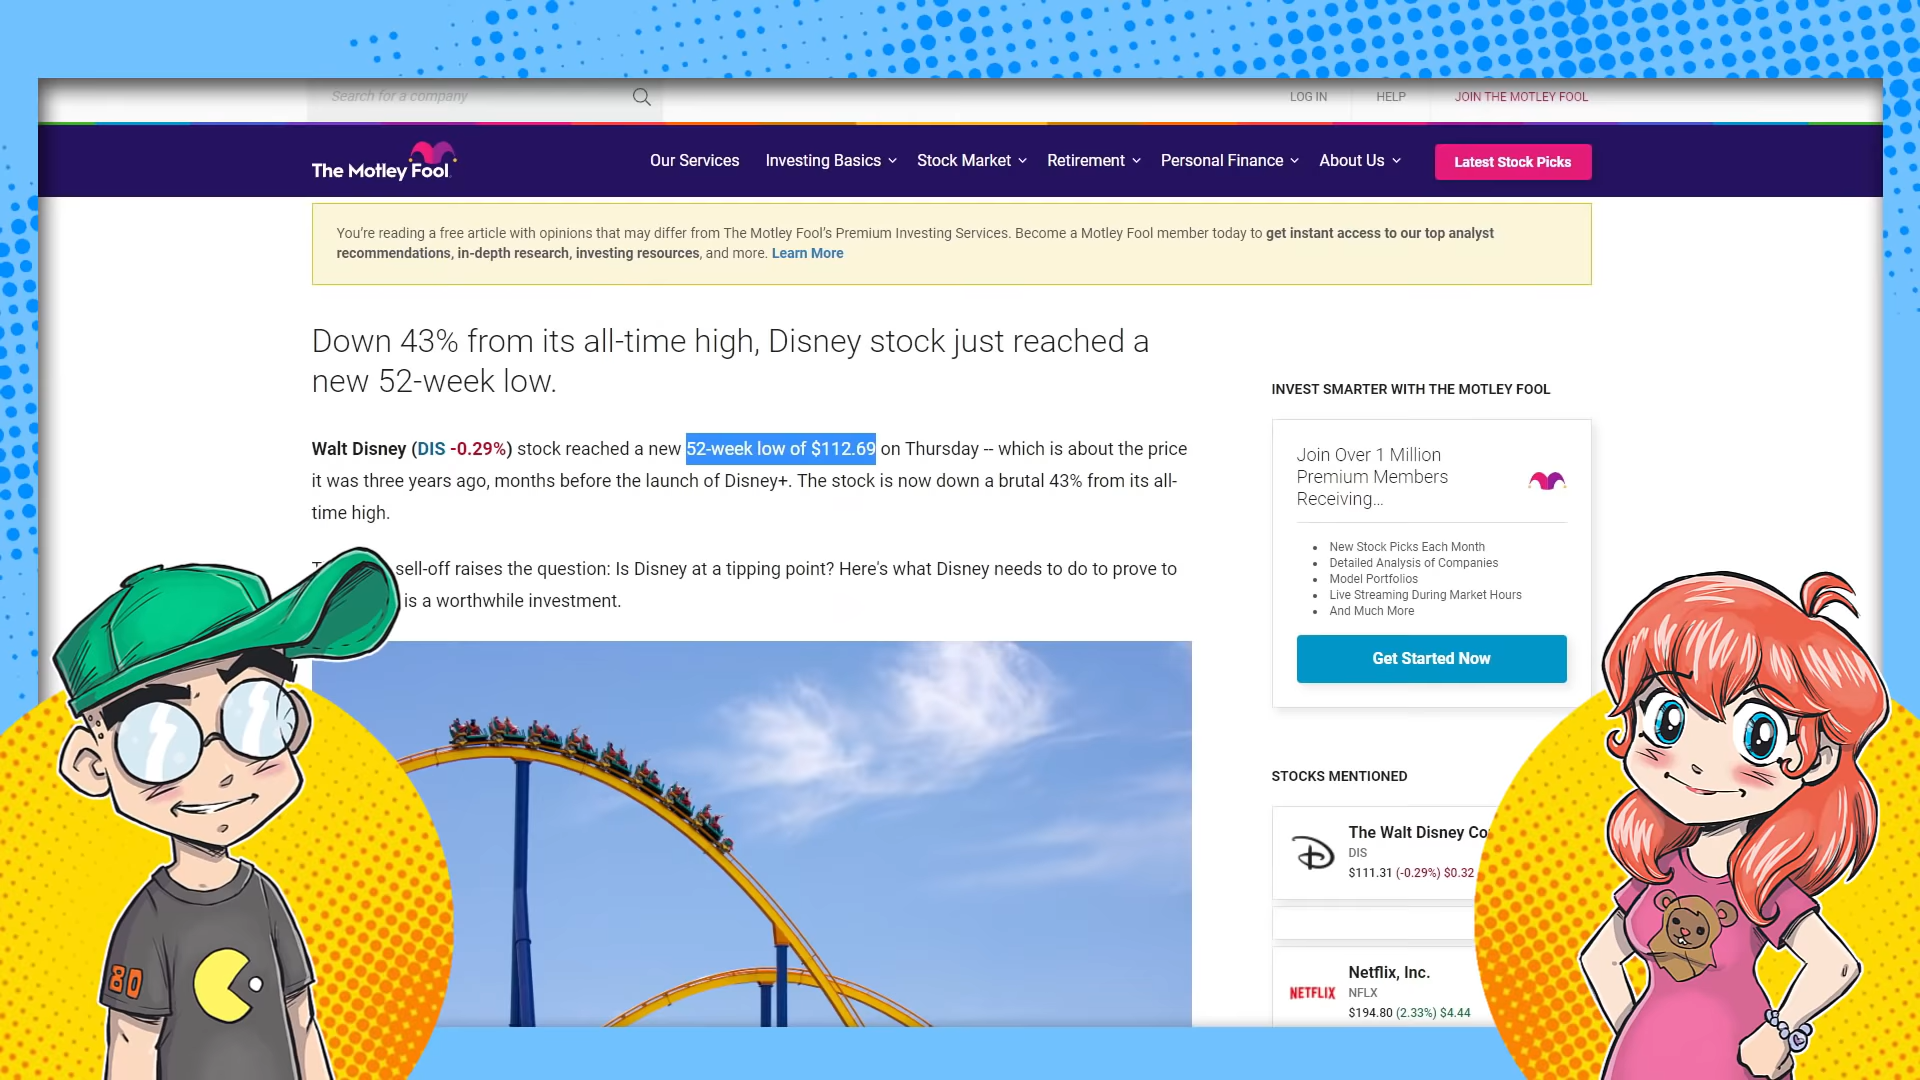 Search for a company
LOG IN
HELP
JOIN THE MOTLEY FOOL
The Motley Fool
Our Services
Investing Basics
Stock Market
Retirement
Personal Finance
About Us
Latest Stock Picks
You're reading a free article with opinions that may differ from The Motley Fool's Premium Investing Services. Become a Motley Fool member today to get instant access to our top analyst
recommendations, in-depth research, investing resources, and more. Learn More
Down 43% from its all-time high, Disney stock just reached a
new 52-week low.
Walt Disney (DIS -0.29%) stock reached a new 52-week low of $112.69 on Thursday -- which is about the price
it was three years ago, months before the launch of Disney+. The stock is now down a brutal 43% from its all-
time high.
sell-off raises the question: Is Disney at a tipping point? Here's what Disney needs to do to prove to
is a worthwhile investment.
INVEST SMARTER WITH THE MOTLEY FOOL
Join Over 1 Million
Premium Members
Receiving...
New Stock Picks Each Month
Detailed Analysis of Companies
Model Portfolios
Live Streaming During Market Hours
And Much More
Get Started Now
STOCKS MENTIONED
The Walt Disney Co
DIS
$111.31 (-0.29%) $0.32
NETFLIX
Netflix, Inc.
NFLX
$194.80 (2.33%) $4.44
80